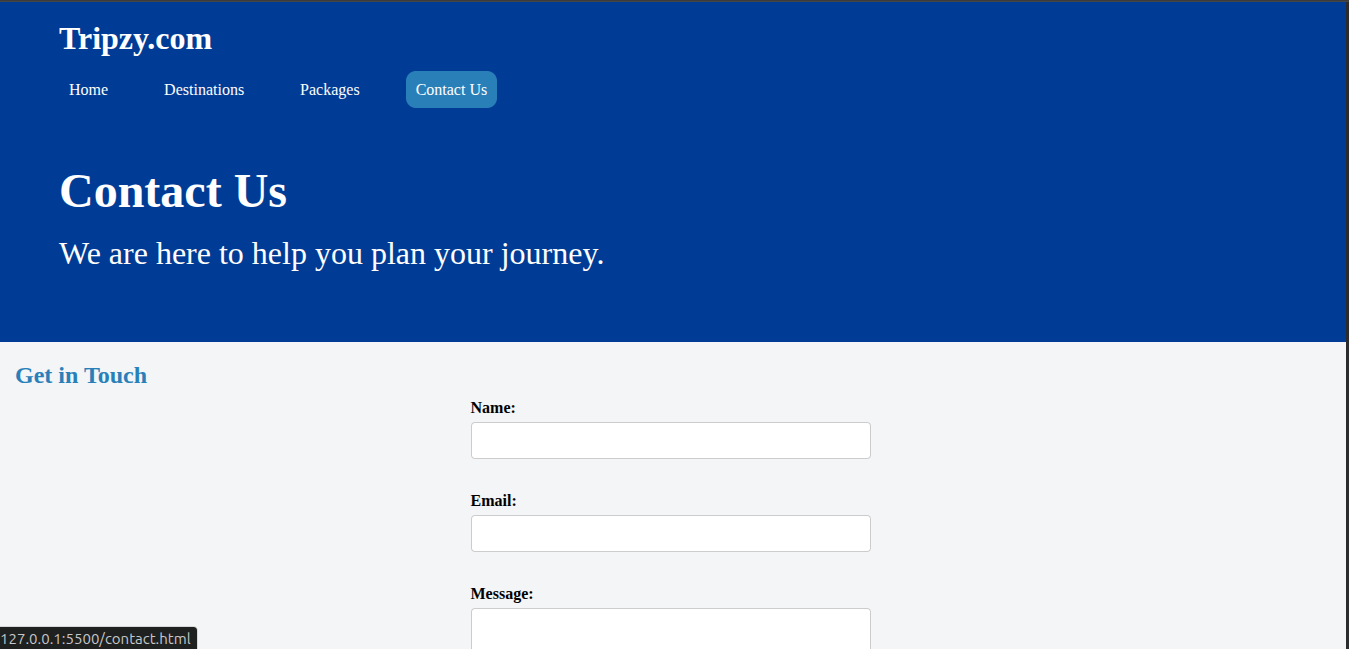 Tripzy.com
Home Destinations Packages Contact Us
Contact Us
We are here to help you plan your journey.
Get in Touch
Name:
Email:
Message:
127.0.0.1:5500/contact.html